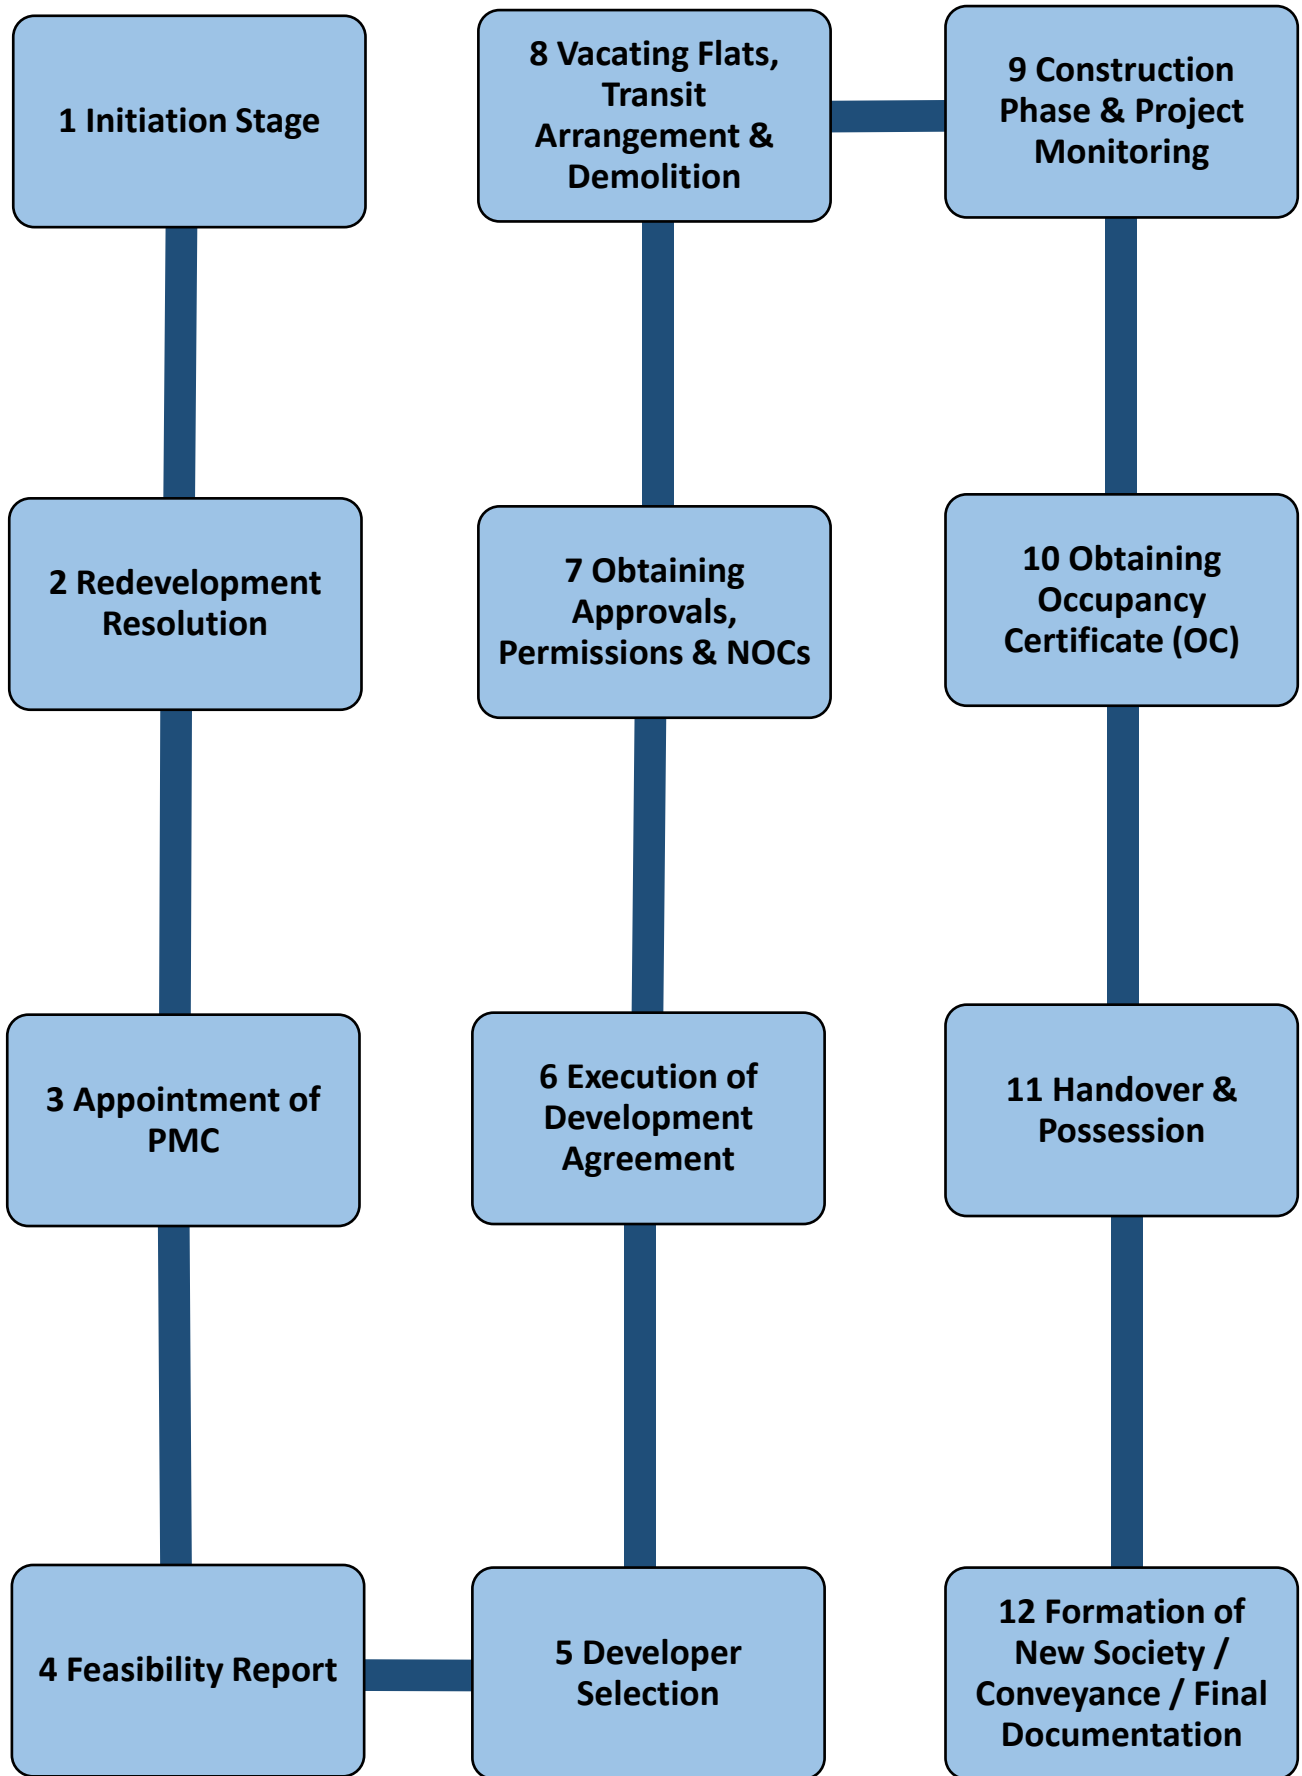 1 Initiation Stage
2 Redevelopment
Resolution
3 Appointment of
PMC
4 Feasibility Report
5 Developer
Selection
6 Execution of
Development
Agreement
7 Obtaining
Approvals,
Permissions & NOCs
8 Vacating Flats,
Transit
Arrangement &
Demolition
9 Construction
Phase & Project
Monitoring
10 Obtaining
Occupancy
Certificate (OC)
11 Handover &
Possession
12 Formation of
New Society /
Conveyance / Final
Documentation